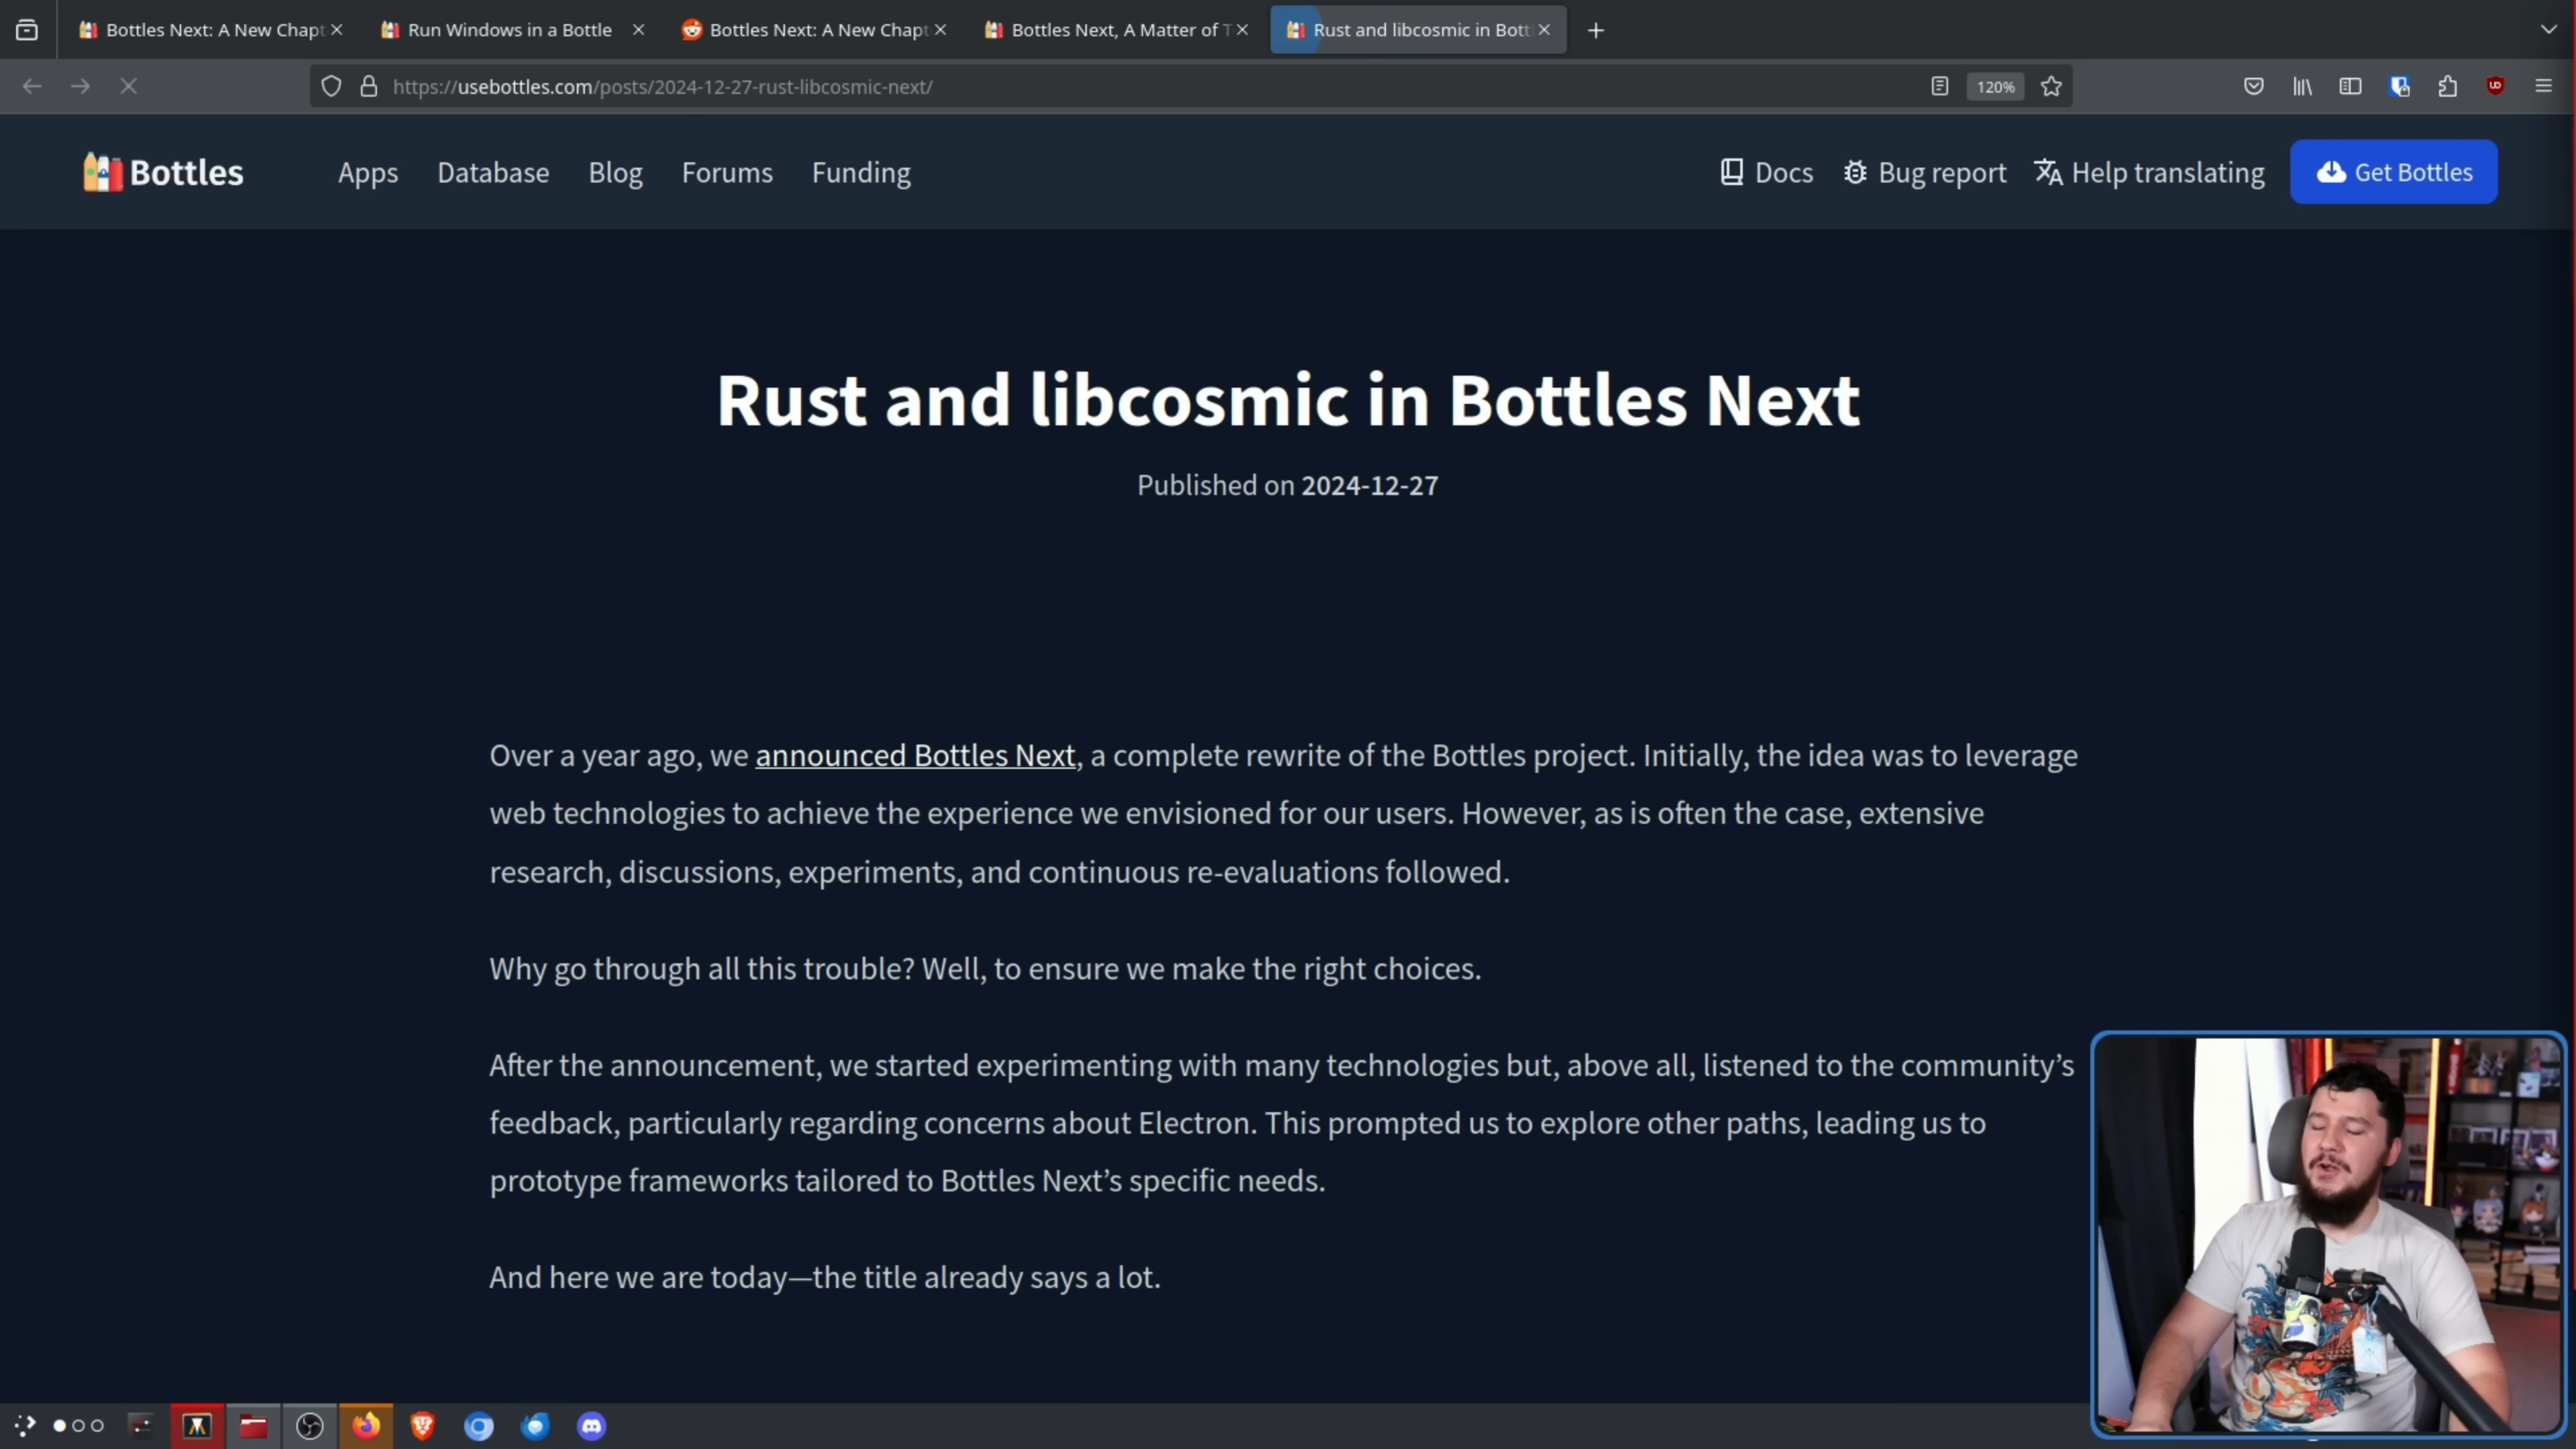 Bottles Next: A New Chapt
Run Windows in a Bottle
Bottles Next: A New Chapt
Bottles Next, A Matter of T
Rust and libcosmic in Bott
https://usebottles.com/posts/2024-12-27-rust-libcosmic-next/
120%
Bottles
Apps
Database
Blog
Forums
Funding
Docs
Bug report
Help translating
Get Bottles
Rust and libcosmic in Bottles Next
Published on 2024-12-27
Over a year ago, we announced Bottles Next, a complete rewrite of the Bottles project. Initially, the idea was to leverage
web technologies to achieve the experience we envisioned for our users. However, as is often the case, extensive
research, discussions, experiments, and continuous re-evaluations followed.
Why go through all this trouble? Well, to ensure we make the right choices.
After the announcement, we started experimenting with many technologies but, above all, listened to the community’s
feedback, particularly regarding concerns about Electron. This prompted us to explore other paths, leading us to
prototype frameworks tailored to Bottles Next’s specific needs.
And here we are today—the title already says a lot.